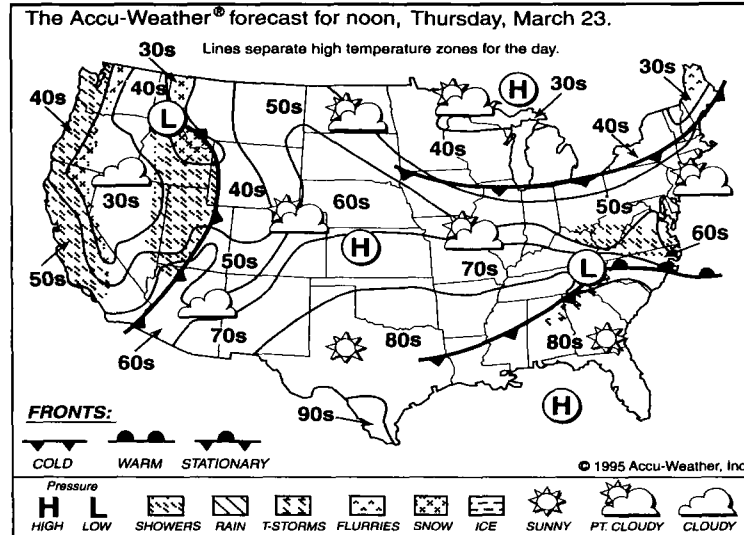 The Accu-Weather® forecast for noon, Thursday, March 23.
Lines separate high temperature zones for the day.
30s
40s
40s
L
50s
H
30s
30s
40s
40s
30s
40s
60s
50s
50s
50s
H
70s
60s
L
60s
70s
80s
80s
90s
H
FRONTS:
COLD WARM STATIONARY
© 1995 Accu-Weather, Inc
Pressure
H L
HIGH LOW SHOWERS RAIN T-STORMS FLURRIES SNOW ICE SUNNY PT. CLOUDY CLOUDY